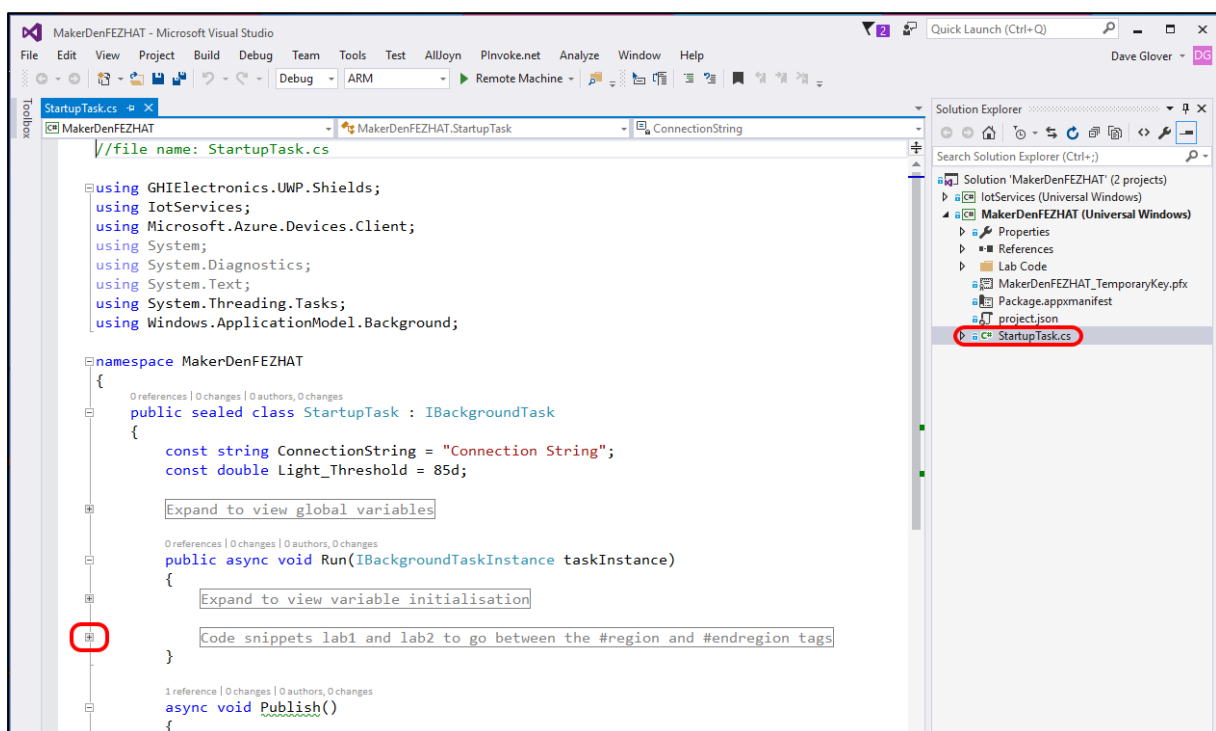 MakerDenFEZHAT - Microsoft Visual Studio
2
Quick Launch (Ctrl+Q)
File Edit View Project Build Debug Team Tools Test AllJoyn PInvoke.net Analyze Window Help
Dave Glover DG
Debug ARM Remote Machine
Toolbox
StartupTask.cs
C# MakerDenFEZHAT MakerDenFEZHAT.StartupTask ConnectionString
//file name: StartupTask.cs
using GHIElectronics.UWP.Shields;
using IotServices;
using Microsoft.Azure.Devices.Client;
using System;
using System.Diagnostics;
using System.Text;
using System.Threading.Tasks;
using Windows.ApplicationModel.Background;
namespace MakerDenFEZHAT
{
0 references | 0 changes | 0 authors, 0 changes
public sealed class StartupTask : IBackgroundTask
{
const string ConnectionString = "Connection String";
const double Light_Threshold = 85d;
Expand to view global variables
0 references | 0 changes | 0 authors, 0 changes
public async void Run(IBackgroundTaskInstance taskInstance)
{
Expand to view variable initialisation
Code snippets lab1 and lab2 to go between the #region and #endregion tags
}
1 reference | 0 changes | 0 authors, 0 changes
async void Publish()
{
Solution Explorer
Search Solution Explorer (Ctrl+;)
Solution 'MakerDenFEZHAT' (2 projects)
C# IotServices (Universal Windows)
C# MakerDenFEZHAT (Universal Windows)
Properties
References
Lab Code
MakerDenFEZHAT_TemporaryKey.pfx
Package.appxmanifest
project.json
C# StartupTask.cs